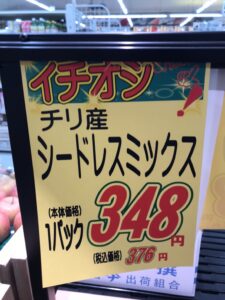 イチオシ!
チリ産
シードレスミックス
(本体価格)
1パック 348円
(税込価格) 376円
撰
出荷組合